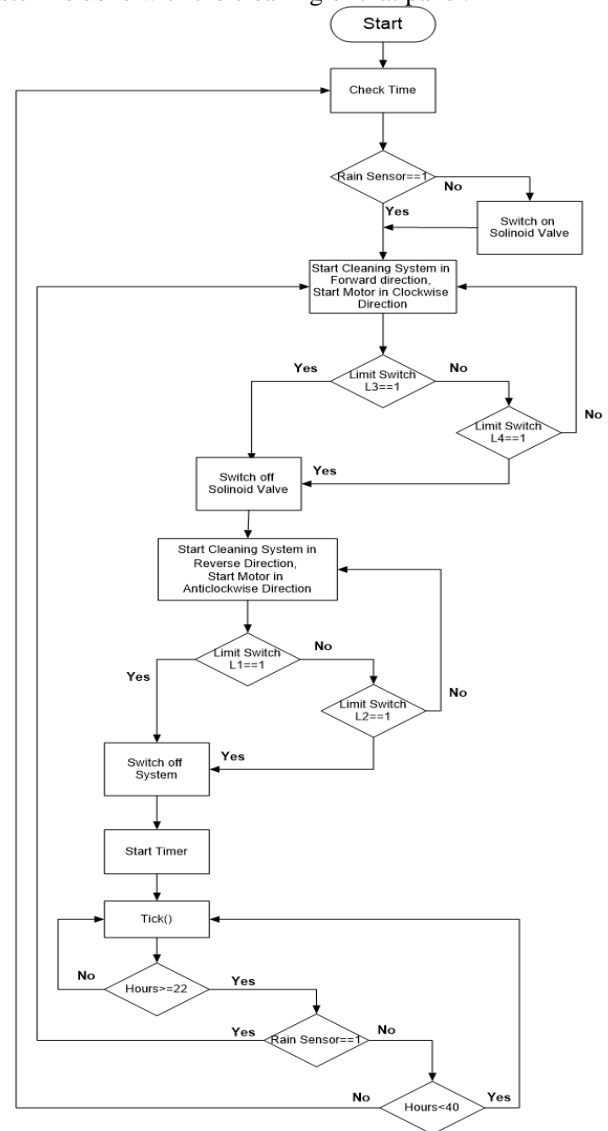 Start
Check Time
Rain Sensor==1
No
Yes
Switch on
Solinoid Valve
Start Cleaning System in
Forward direction,
Start Motor in Clockwise
Direction
Yes
Limit Switch
L3==1
No
Limit Switch
L4==1
No
Yes
Switch off
Solinoid Valve
Start Cleaning System in
Reverse Direction,
Start Motor in
Anticlockwise Direction
Limit Switch
L1==1
No
Yes
Limit Switch
L2==1
No
Yes
Switch off
System
Start Timer
Tick()
No
Hours>=22
Yes
Yes
Rain Sensor==1
No
No
Hours<40
Yes